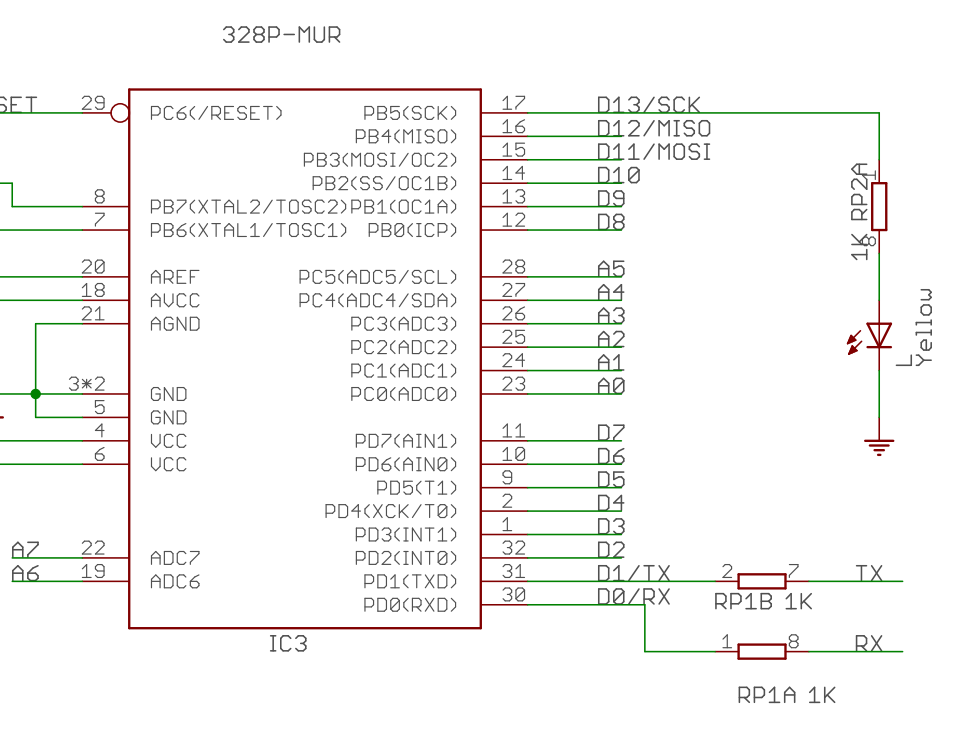 328P-MUR
SET
29
PC6(/RESET)
PB5(SCK)
17
D13/SCK
PB4(MISO)
16
D12/MISO
PB3(MOSI/OC2)
15
D11/MOSI
PB2(SS/OC1B)
14
D10
8
PB7(XTAL2/TOSC2)
PB1(OC1A)
13
D9
7
PB6(XTAL1/TOSC1)
PB0(ICP)
12
D8
1K RP2A
1
8
20
AREF
PC5(ADC5/SCL)
28
A5
18
AVCC
PC4(ADC4/SDA)
27
A4
21
AGND
PC3(ADC3)
26
A3
PC2(ADC2)
25
A2
PC1(ADC1)
24
A1
L
Yellow
3*2
GND
PC0(ADC0)
23
A0
5
GND
4
VCC
PD7(AIN1)
11
D7
6
VCC
PD6(AIN0)
10
D6
PD5(T1)
9
D5
PD4(XCK/T0)
2
D4
PD3(INT1)
1
D3
A7
22
ADC7
PD2(INT0)
32
D2
A6
19
ADC6
PD1(TXD)
31
D1/TX
2
7
TX
RP1B 1K
PD0(RXD)
30
D0/RX
IC3
1
8
RX
RP1A 1K